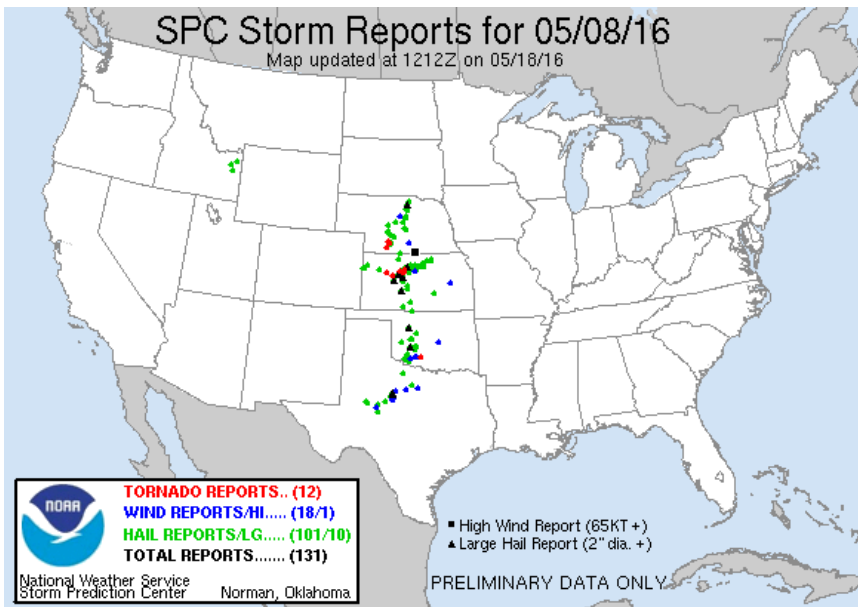 SPC Storm Reports for 05/08/16
Map updated at 1212Z on 05/18/16
NOAA
TORNADO REPORTS.. (12)
WIND REPORTS/HI..... (18/1)
HAIL REPORTS/LG..... (101/10)
TOTAL REPORTS....... (131)
National Weather Service
Storm Prediction Center Norman, Oklahoma
High Wind Report (65KT +)
Large Hail Report (2" dia. +)
PRELIMINARY DATA ONLY